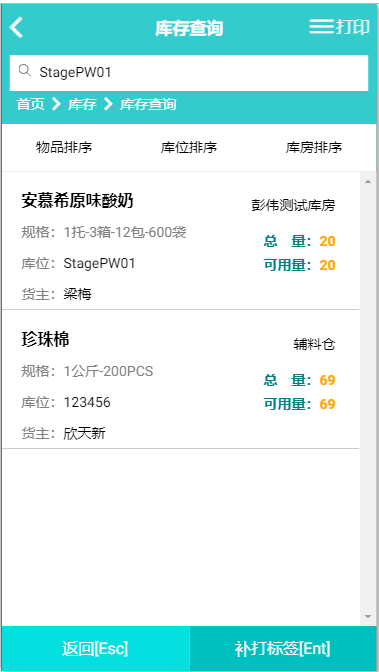 库存查询
打印
StagePW01
首页 库存 库存查询
物品排序 库位排序 库房排序
安慕希原味酸奶 彭伟测试库房
规格：1托-3箱-12包-600袋 总 量：20
库位：StagePW01 可用量：20
货主：梁梅
珍珠棉 辅料仓
规格：1公斤-200PCS 总 量：69
库位：123456 可用量：69
货主：欣天新
返回[Esc] 补打标签[Ent]